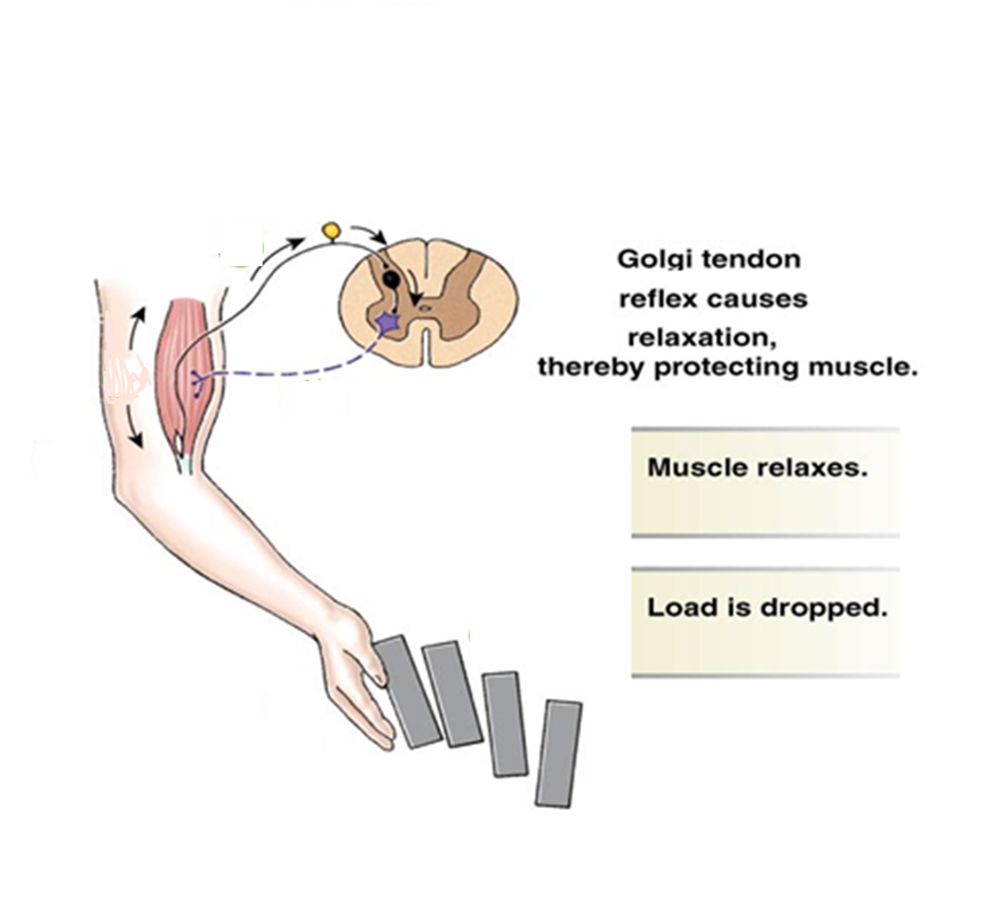 Golgi tendon
reflex causes
relaxation,
thereby protecting muscle.
Muscle relaxes.
Load is dropped.